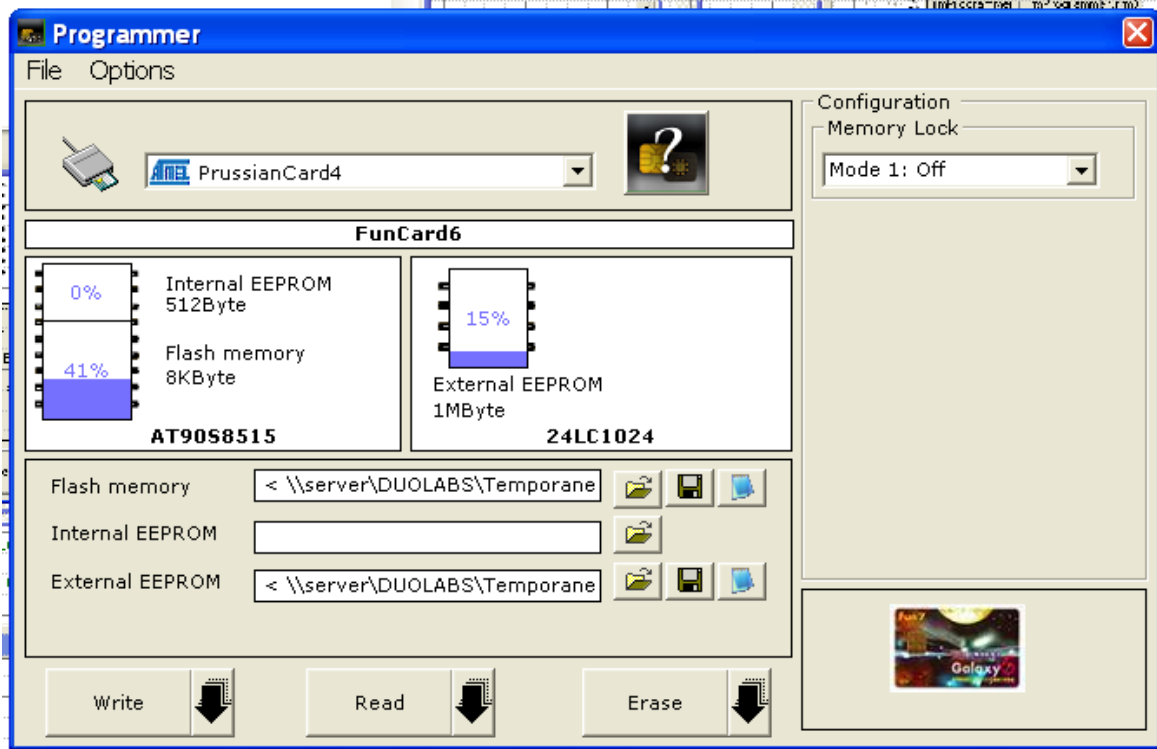 Programmer
File Options
Configuration
Memory Lock
Mode 1: Off
ATMEL PrussianCard4
FunCard6
0%
Internal EEPROM
512Byte
41%
Flash memory
8KByte
AT90S8515
15%
External EEPROM
1MByte
24LC1024
Flash memory < \\server\DUOLABS\Temporane
Internal EEPROM
External EEPROM < \\server\DUOLABS\Temporane
Fun7
Galaxy
Write Read Erase